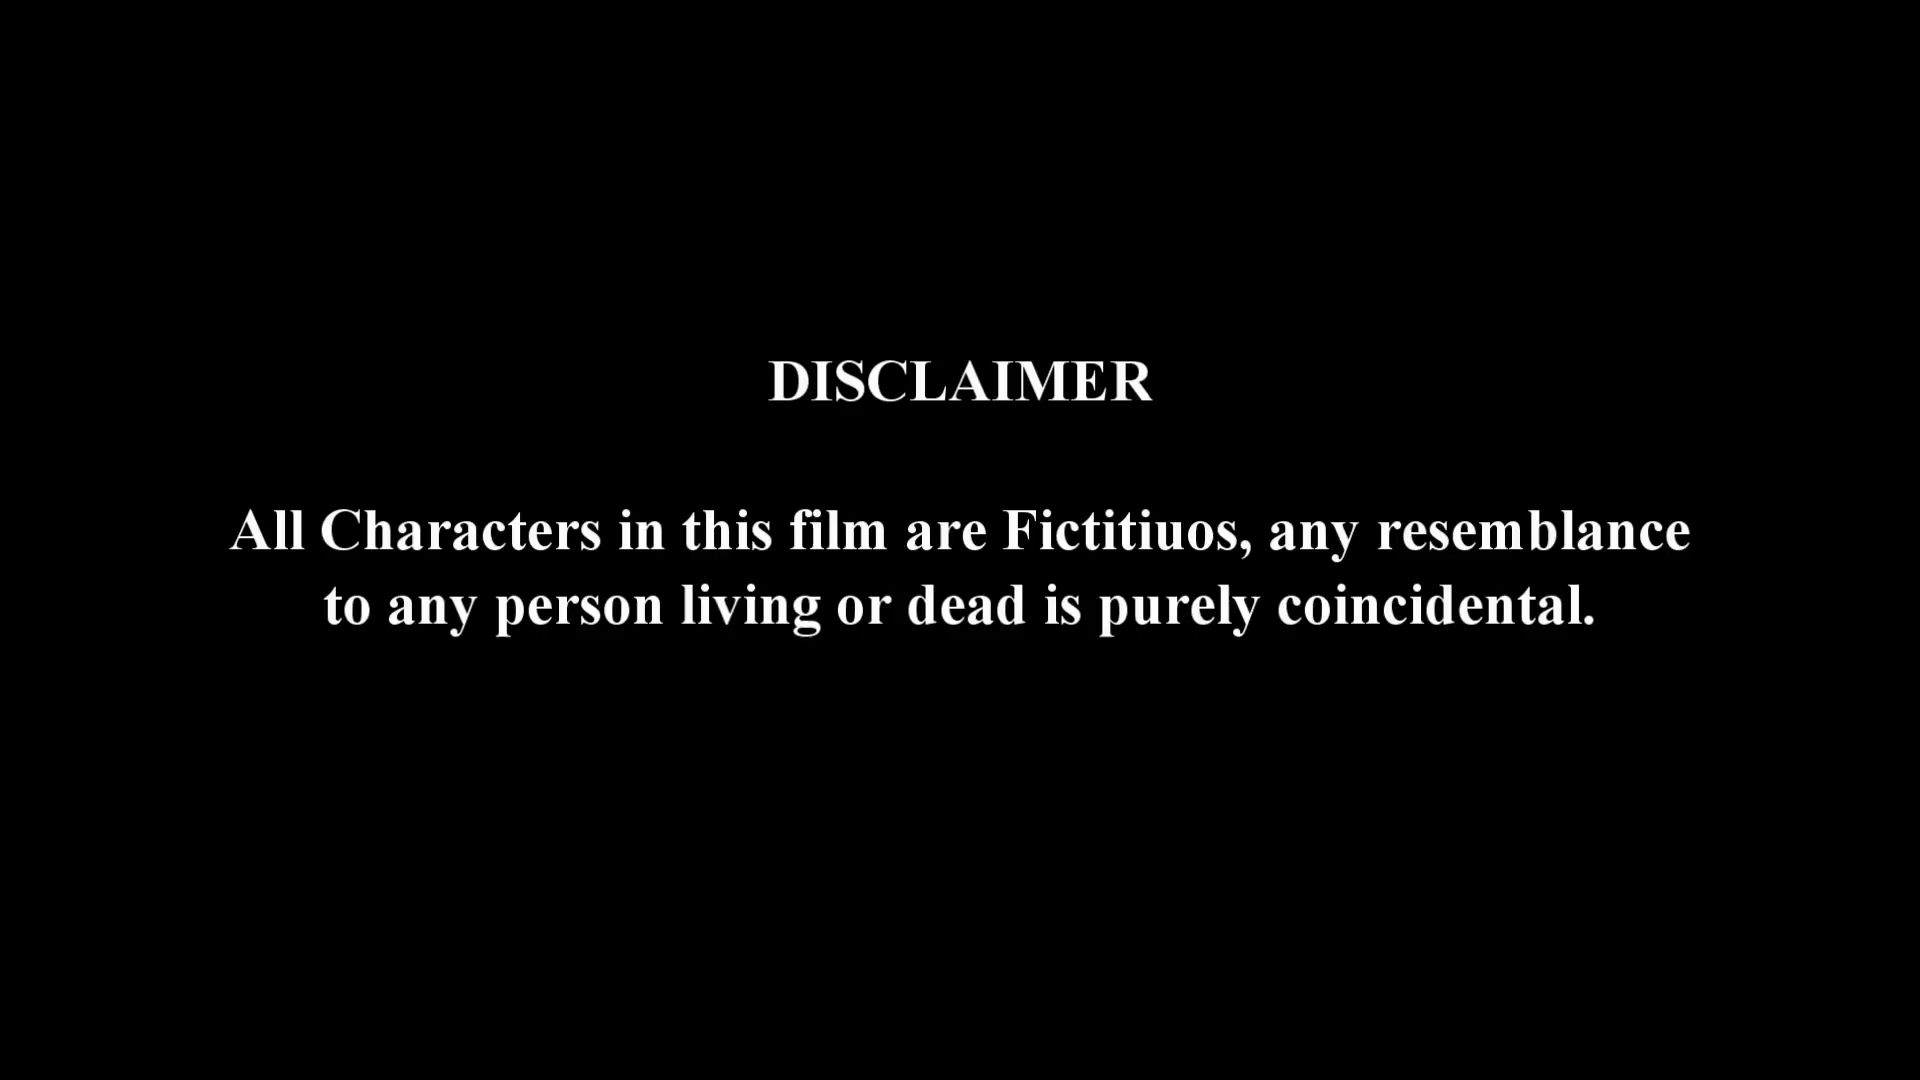 DISCLAIMER
All Characters in this film are Fictitiuos, any resemblance
to any person living or dead is purely coincidental.